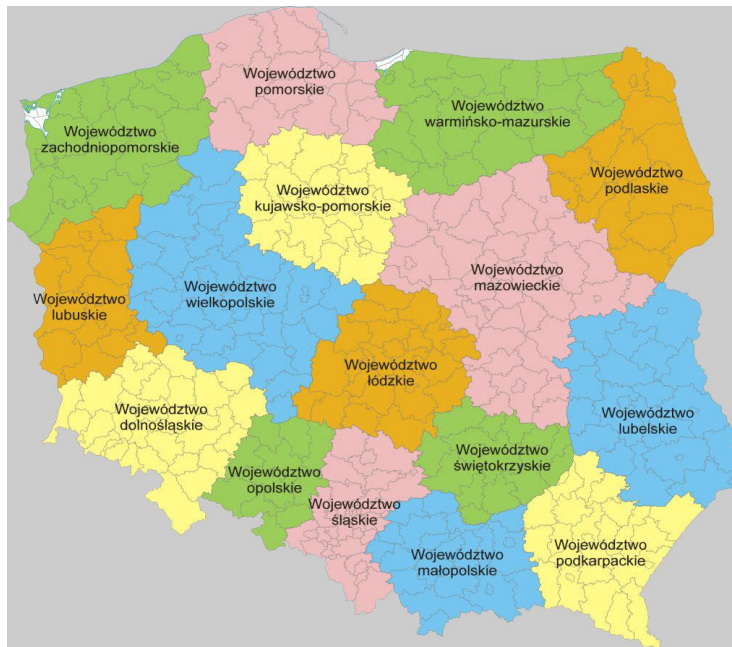 Województwo
pomorskie
Województwo
zachodniopomorskie
Województwo
warmińsko-mazurskie
Województwo
podlaskie
Województwo
kujawsko-pomorskie
Województwo
mazowieckie
Województwo
wielkopolskie
Województwo
lubuskie
Województwo
łódzkie
Województwo
dolnośląskie
Województwo
lubelskie
Województwo
opolskie
Województwo
świętokrzyskie
Województwo
śląskie
Województwo
małopolskie
Województwo
podkarpackie